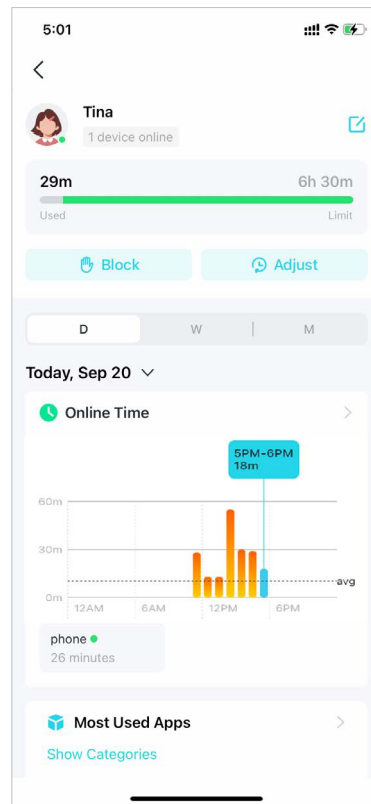 5:01
Tina
1 device online
29m 6h 30m
Used Limit
Block Adjust
D W M
Today, Sep 20
Online Time
5PM-6PM
18m
60m
30m
avg
0m
12AM 6AM 12PM 6PM
phone
26 minutes
Most Used Apps
Show Categories